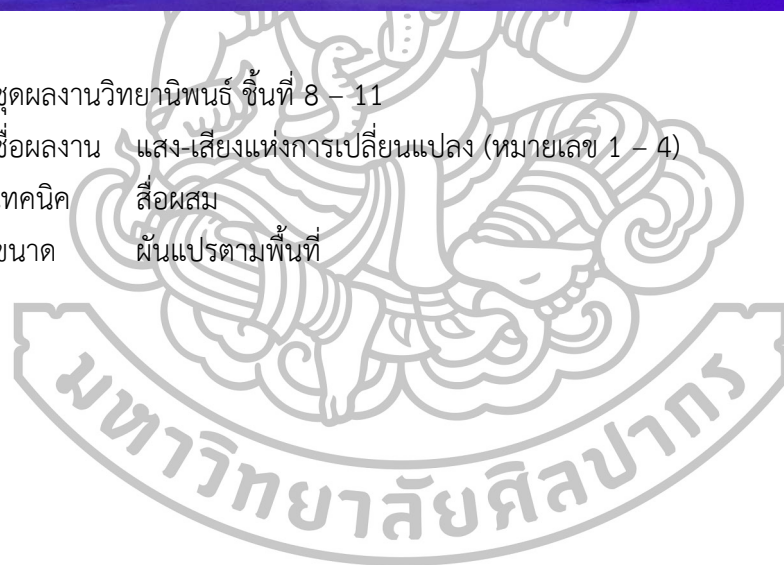 ชุดผลงานวิทยานิพนธ์ ชิ้นที่ 8 – 11
ชื่อผลงาน แสง-เสียงแห่งการเปลี่ยนแปลง (หมายเลข 1 – 4)
เทคนิค สื่อผสม
ขนาด ผันแปรตามพื้นที่
มหาวิทยาลัยศิลปากร